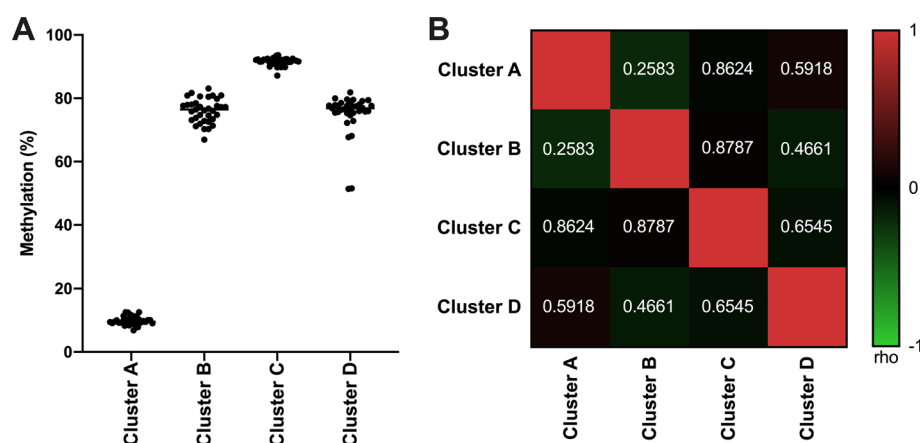 A
Methylation (%)
100
80
60
40
20
0
Cluster A
Cluster B
Cluster C
Cluster D
B
Cluster A
0.2583
0.8624
0.5918
Cluster B
0.2583
0.8787
0.4661
Cluster C
0.8624
0.8787
0.6545
Cluster D
0.5918
0.4661
0.6545
Cluster A
Cluster B
Cluster C
Cluster D
1
0
-1
rho